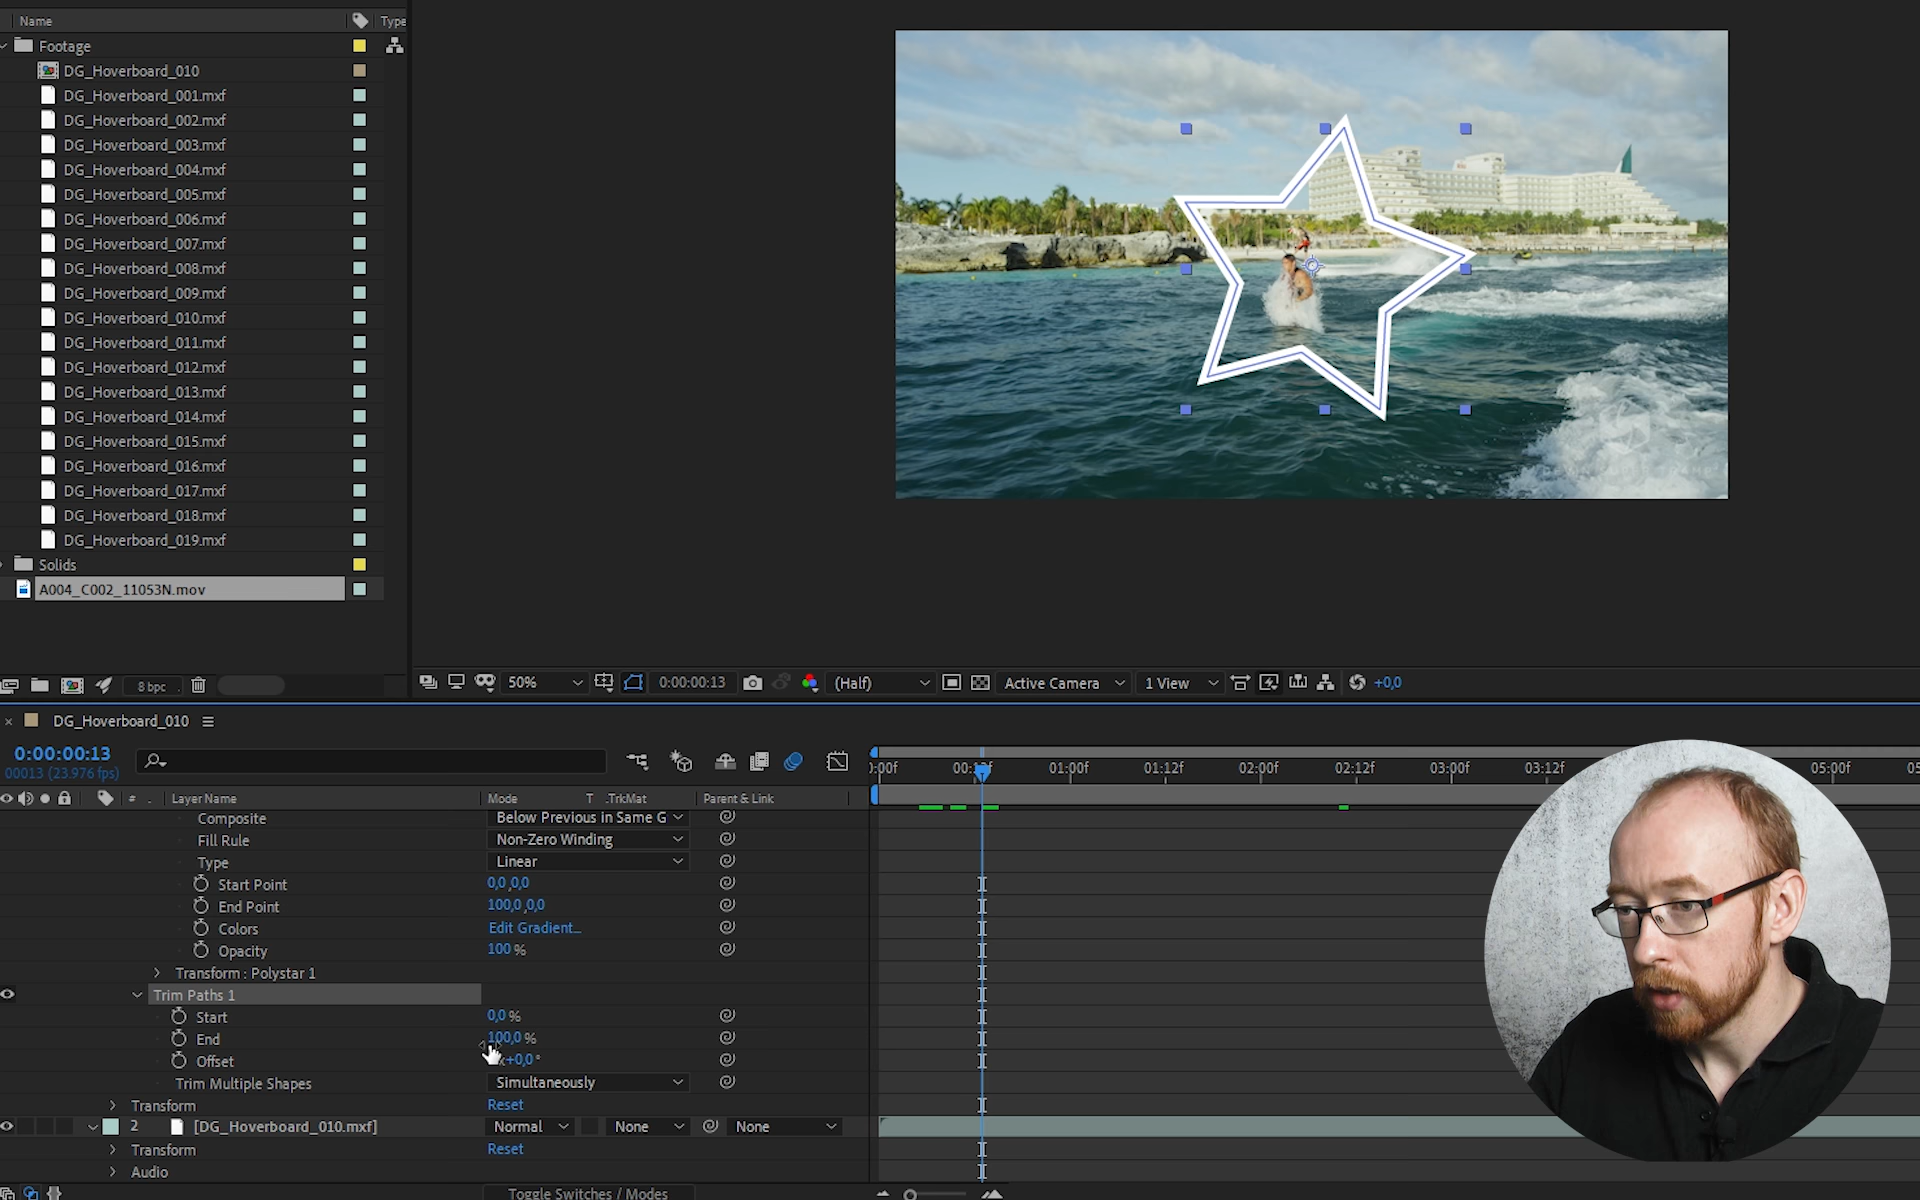 Name Type
Footage
DG_Hoverboard_010
DG_Hoverboard_001.mxf
DG_Hoverboard_002.mxf
DG_Hoverboard_003.mxf
DG_Hoverboard_004.mxf
DG_Hoverboard_005.mxf
DG_Hoverboard_006.mxf
DG_Hoverboard_007.mxf
DG_Hoverboard_008.mxf
DG_Hoverboard_009.mxf
DG_Hoverboard_010.mxf
DG_Hoverboard_011.mxf
DG_Hoverboard_012.mxf
DG_Hoverboard_013.mxf
DG_Hoverboard_014.mxf
DG_Hoverboard_015.mxf
DG_Hoverboard_016.mxf
DG_Hoverboard_017.mxf
DG_Hoverboard_018.mxf
DG_Hoverboard_019.mxf
Solids
A004_C002_11053N.mov
8 bpc
50% 0:00:00:13 (Half) Active Camera 1 View +0,0
DG_Hoverboard_010
0:00:00:13
00013 (23.976 fps)
:00f 00:12f 01:00f 01:12f 02:00f 02:12f 03:00f 03:12f 05:00f
# . Layer Name Mode T .TrkMat Parent & Link
Composite Below Previous in Same G
Fill Rule Non-Zero Winding
Type Linear
Start Point 0,0,0,0
End Point 100,0,0,0
Colors Edit Gradient...
Opacity 100 %
Transform : Polystar 1
Trim Paths 1
Start 0,0 %
End 100,0 %
Offset x+0,0 °
Trim Multiple Shapes Simultaneously
Transform Reset
2 [DG_Hoverboard_010.mxf] Normal None None
Transform Reset
Audio
Toggle Switches / Modes